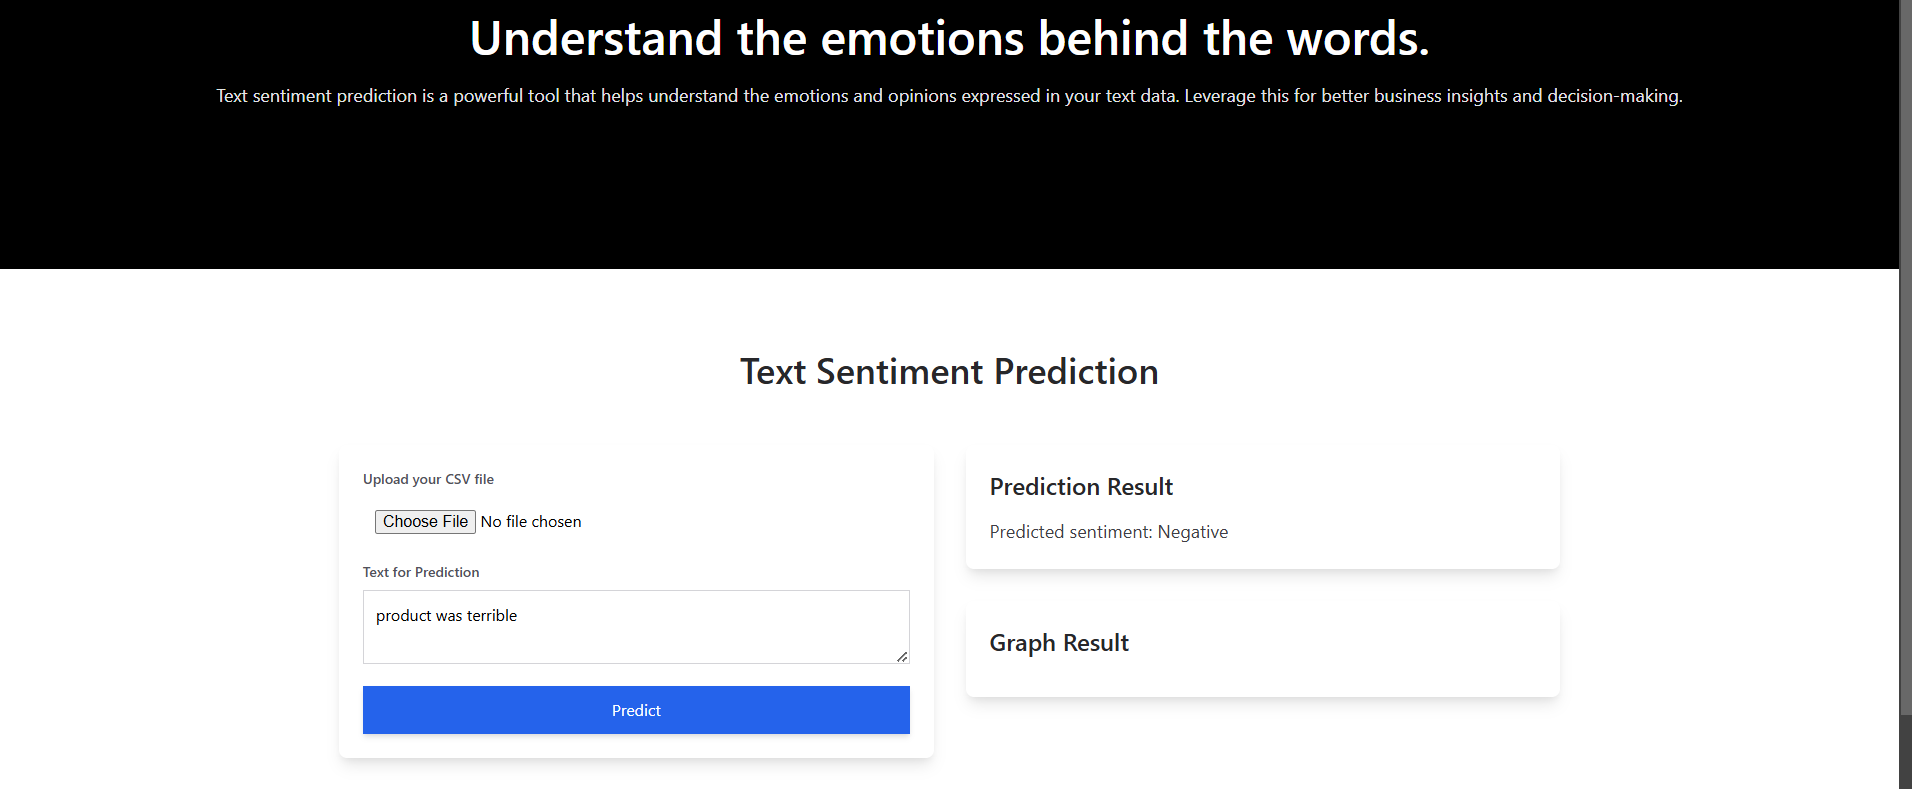 Understand the emotions behind the words.
Text sentiment prediction is a powerful tool that helps understand the emotions and opinions expressed in your text data. Leverage this for better business insights and decision-making.
Text Sentiment Prediction
Upload your CSV file
Choose File No file chosen
Text for Prediction
product was terrible
Predict
Prediction Result
Predicted sentiment: Negative
Graph Result